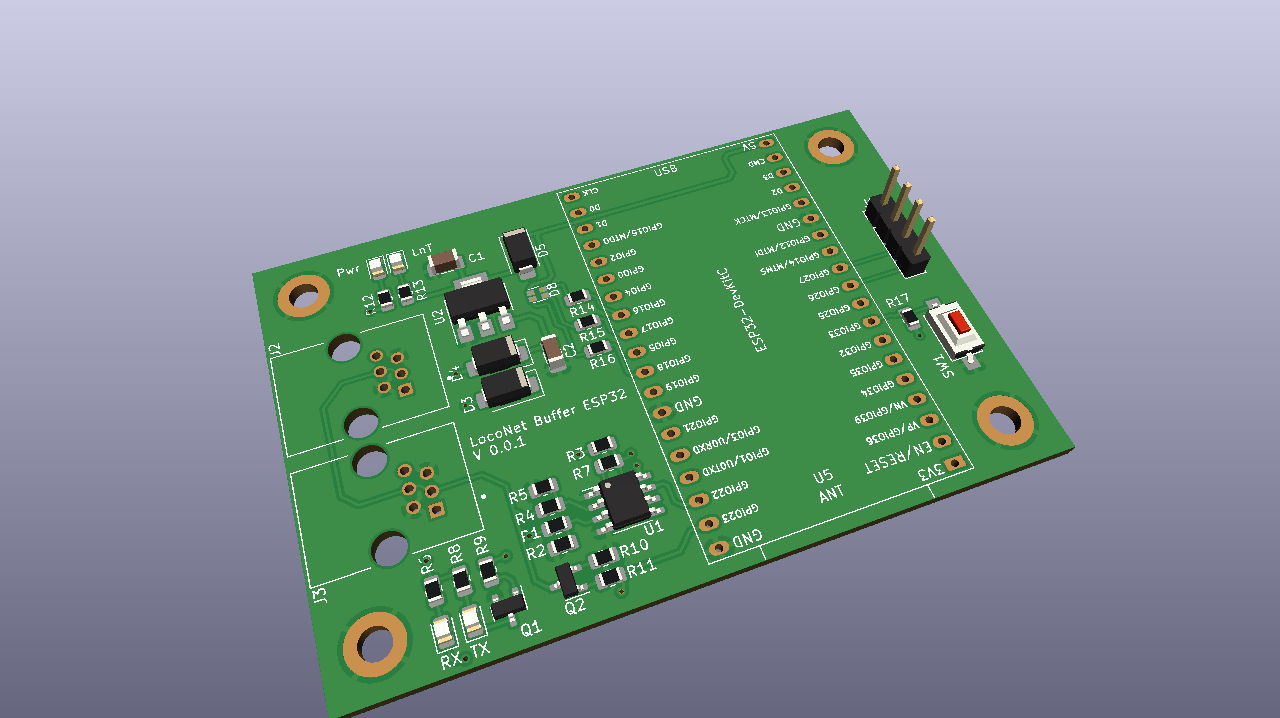 Pwr
LnT
C1
D5
R13
U2
D8
R14
R15
R16
C2
D4
D3
J2
LocoNet Buffer ESP32
V 0.0.1
R3
R7
R5
R4
R1
R2
U1
R10
R11
Q2
R6
R8
R9
Q1
RX
TX
J3
USB
CLK
D0
D1
GPIO15/MTDO
GPIO2
GPIO0
GPIO4
GPIO16
GPIO17
GPIO5
GPIO18
GPIO19
GND
GPIO21
GPIO3/U0RXD
GPIO1/U0TXD
GPIO22
GPIO23
GND
5V
CMD
D3
D2
GPIO13/MTCK
GND
GPIO12/MTDI
GPIO14/MTMS
GPIO27
GPIO26
GPIO25
GPIO33
GPIO32
GPIO35
GPIO34
VN/GPIO39
VP/GPIO36
EN/RESET
3V3
ESP32-DevKitC
U5
ANT
R17
SW1